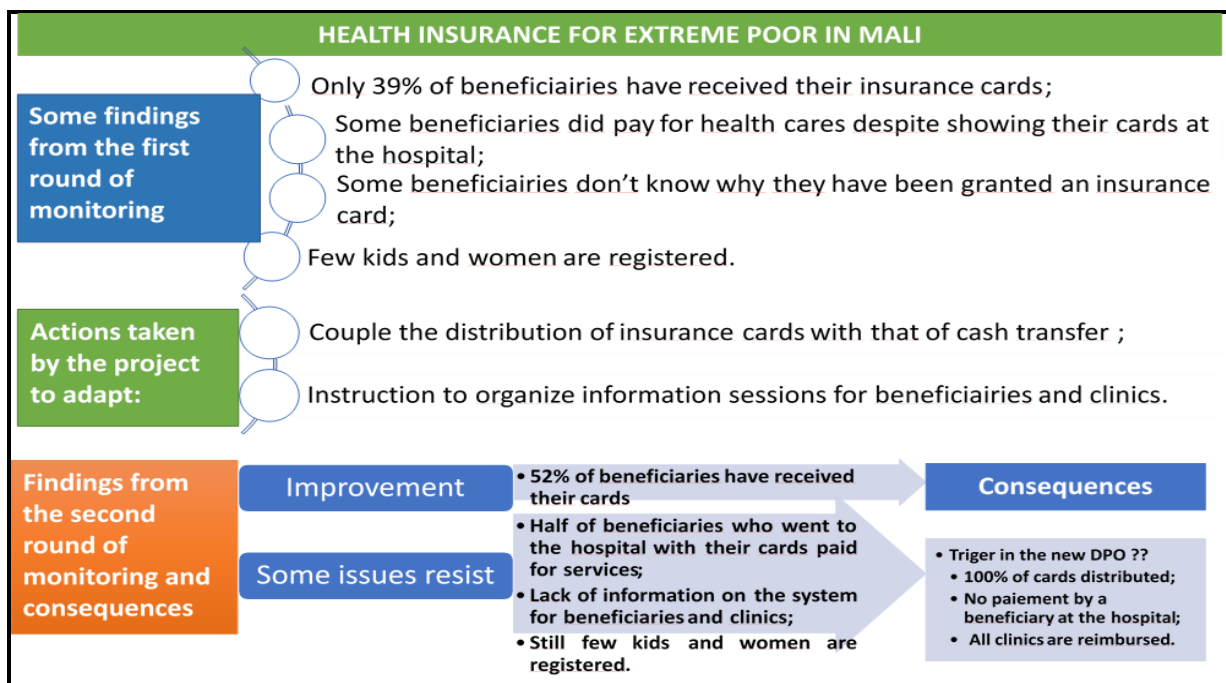 HEALTH INSURANCE FOR EXTREME POOR IN MALI
Some findings
from the first
round of
monitoring
Only 39% of beneficiairies have received their insurance cards;
Some beneficiaries did pay for health cares despite showing their cards at
the hospital;
Some beneficiairies don’t know why they have been granted an insurance
card;
Few kids and women are registered.
Actions taken
by the project
to adapt:
Couple the distribution of insurance cards with that of cash transfer ;
Instruction to organize information sessions for beneficiairies and clinics.
Findings from
the second
round of
monitoring and
consequences
Improvement
• 52% of beneficiaries have received
their cards
Some issues resist
• Half of beneficiaries who went to
the hospital with their cards paid
for services;
• Lack of information on the system
for beneficiaries and clinics;
• Still few kids and women are
registered.
Consequences
• Triger in the new DPO ??
• 100% of cards distributed;
• No paiement by a
beneficiary at the hospital;
• All clinics are reimbursed.